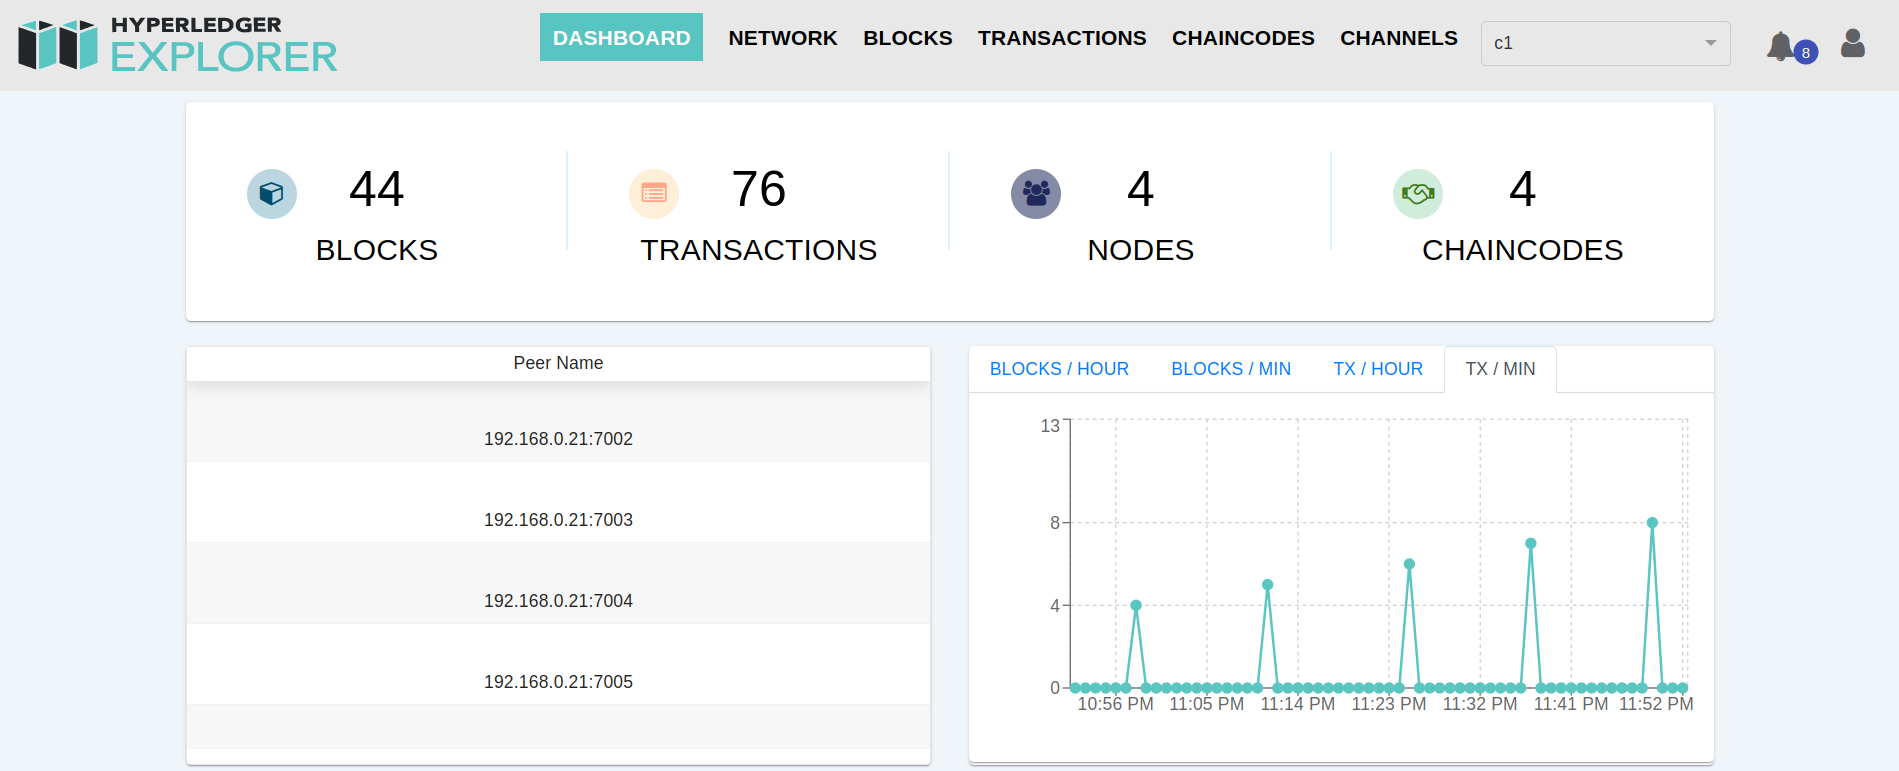 HYPERLEDGER
EXPLORER
DASHBOARD NETWORK BLOCKS TRANSACTIONS CHAINCODES CHANNELS c1 8
44 76 4 4
BLOCKS TRANSACTIONS NODES CHAINCODES
Peer Name
192.168.0.21:7002
192.168.0.21:7003
192.168.0.21:7004
192.168.0.21:7005
BLOCKS / HOUR BLOCKS / MIN TX / HOUR TX / MIN
13
8
4
0
10:56 PM 11:05 PM 11:14 PM 11:23 PM 11:32 PM 11:41 PM 11:52 PM